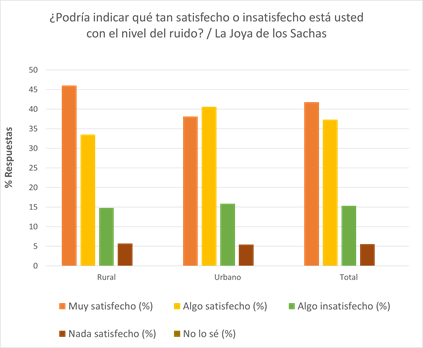 ¿Podría indicar qué tan satisfecho o insatisfecho está usted
con el nivel del ruido? / La Joya de los Sachas
50
45
40
35
30
25
20
15
10
5
0
% Respuestas
Rural Urbano Total
Muy satisfecho (%) Algo satisfecho (%) Algo insatisfecho (%)
Nada satisfecho (%) No lo sé (%)